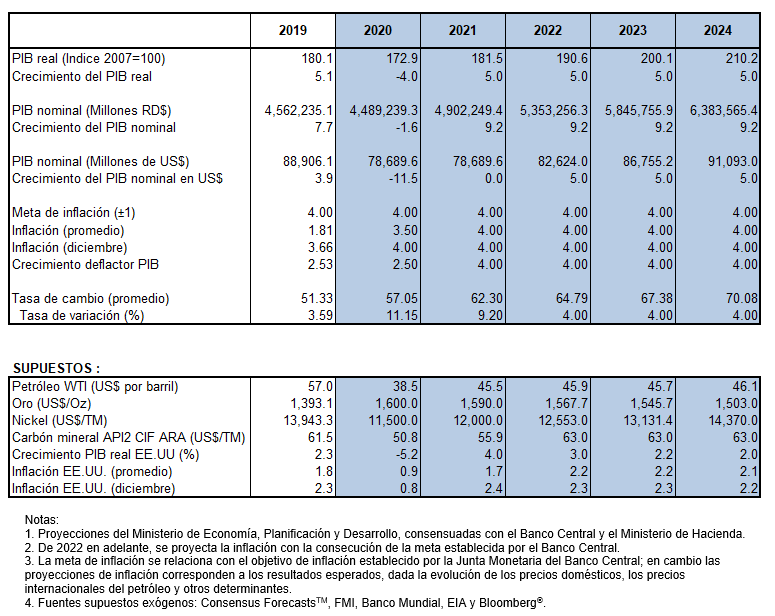 2019 2020 2021 2022 2023 2024
PIB real (Indice 2007=100) 180.1 172.9 181.5 190.6 200.1 210.2
Crecimiento del PIB real 5.1 -4.0 5.0 5.0 5.0 5.0
PIB nominal (Millones RD$) 4,562,235.1 4,489,239.3 4,902,249.4 5,353,256.3 5,845,755.9 6,383,565.4
Crecimiento del PIB nominal 7.7 -1.6 9.2 9.2 9.2 9.2
PIB nominal (Millones de US$) 88,906.1 78,689.6 78,689.6 82,624.0 86,755.2 91,093.0
Crecimiento del PIB nominal en US$ 3.9 -11.5 0.0 5.0 5.0 5.0
Meta de inflación (±1) 4.00 4.00 4.00 4.00 4.00 4.00
Inflación (promedio) 1.81 3.50 4.00 4.00 4.00 4.00
Inflación (diciembre) 3.66 4.00 4.00 4.00 4.00 4.00
Crecimiento deflactor PIB 2.53 2.50 4.00 4.00 4.00 4.00
Tasa de cambio (promedio) 51.33 57.05 62.30 64.79 67.38 70.08
Tasa de variación (%) 3.59 11.15 9.20 4.00 4.00 4.00
SUPUESTOS :
Petróleo WTI (US$ por barril) 57.0 38.5 45.5 45.9 45.7 46.1
Oro (US$/Oz) 1,393.1 1,600.0 1,590.0 1,567.7 1,545.7 1,503.0
Nickel (US$/TM) 13,943.3 11,500.0 12,000.0 12,553.0 13,131.4 14,370.0
Carbón mineral API2 CIF ARA (US$/TM) 61.5 50.8 55.9 63.0 63.0 63.0
Crecimiento PIB real EE.UU (%) 2.3 -5.2 4.0 3.0 2.2 2.0
Inflación EE.UU. (promedio) 1.8 0.9 1.7 2.2 2.2 2.1
Inflación EE.UU. (diciembre) 2.3 0.8 2.4 2.3 2.3 2.2
Notas:
1. Proyecciones del Ministerio de Economía, Planificación y Desarrollo, consensuadas con el Banco Central y el Ministerio de Hacienda.
2. De 2022 en adelante, se proyecta la inflación con la consecución de la meta establecida por el Banco Central.
3. La meta de inflación se relaciona con el objetivo de inflación establecido por la Junta Monetaria del Banco Central; en cambio las
proyecciones de inflación corresponden a los resultados esperados, dada la evolución de los precios domésticos, los precios
internacionales del petróleo y otros determinantes.
4. Fuentes supuestos exógenos: Consensus Forecasts™, FMI, Banco Mundial, EIA y Bloomberg®.